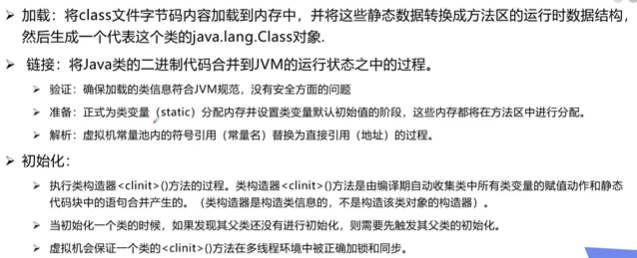 加载：将class文件字节码内容加载到内存中，并将这些静态数据转换成方法区的运行时数据结构，
然后生成一个代表这个类的java.lang.Class对象.
链接：将Java类的二进制代码合并到JVM的运行状态之中的过程。
验证：确保加载的类信息符合JVM规范，没有安全方面的问题
准备：正式为类变量（static）分配内存并设置类变量默认初始值的阶段，这些内存都将在方法区中进行分配。
解析：虚拟机常量池内的符号引用（常量名）替换为直接引用（地址）的过程。
初始化：
执行类构造器<clinit>()方法的过程。类构造器<clinit>()方法是由编译期自动收集类中所有类变量的赋值动作和静态
代码块中的语句合并产生的。（类构造器是构造类信息的，不是构造该类对象的构造器）。
当初始化一个类的时候，如果发现其父类还没有进行初始化，则需要先触发其父类的初始化。
虚拟机会保证一个类的<clinit>()方法在多线程环境中被正确加锁和同步。